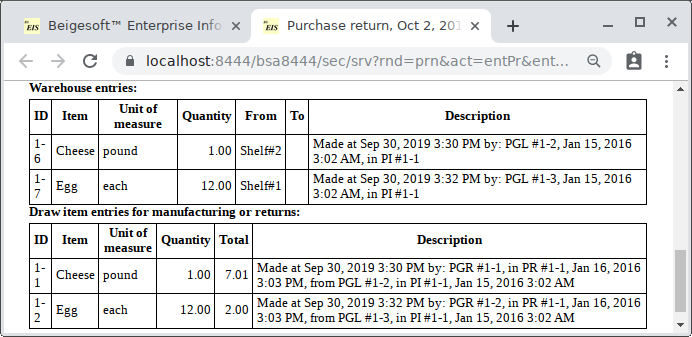 EIS Beigesoft™ Enterprise Info
EIS Purchase return, Oct 2, 201
localhost:8444/bsa8444/sec/srv?rnd=prn&act=entPr&ent...
Warehouse entries:
ID Item Unit of measure Quantity From To Description
1-6 Cheese pound 1.00 Shelf#2 Made at Sep 30, 2019 3:30 PM by: PGL #1-2, Jan 15, 2016
3:02 AM, in PI #1-1
1-7 Egg each 12.00 Shelf#1 Made at Sep 30, 2019 3:32 PM by: PGL #1-3, Jan 15, 2016
3:02 AM, in PI #1-1
Draw item entries for manufacturing or returns:
ID Item Unit of measure Quantity Total Description
1-1 Cheese pound 1.00 7.01 Made at Sep 30, 2019 3:30 PM by: PGR #1-1, in PR #1-1, Jan 16, 2016
3:03 PM, from PGL #1-2, in PI #1-1, Jan 15, 2016 3:02 AM
1-2 Egg each 12.00 2.00 Made at Sep 30, 2019 3:32 PM by: PGR #1-2, in PR #1-1, Jan 16, 2016
3:03 PM, from PGL #1-3, in PI #1-1, Jan 15, 2016 3:02 AM